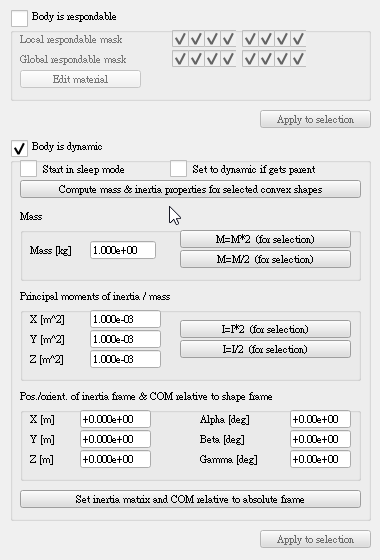 Body is respondable
Local respondable mask
Global respondable mask
Edit material
Apply to selection
Body is dynamic
Start in sleep mode Set to dynamic if gets parent
Compute mass & inertia properties for selected convex shapes
Mass
Mass [kg] 1.000e+00 M=M*2 (for selection)
M=M/2 (for selection)
Principal moments of inertia / mass
X [m^2] 1.000e-03
I=I*2 (for selection)
Y [m^2] 1.000e-03
I=I/2 (for selection)
Z [m^2] 1.000e-03
Pos./orient. of inertia frame & COM relative to shape frame
X [m] +0.000e+00 Alpha [deg] +0.00e+00
Y [m] +0.000e+00 Beta [deg] +0.00e+00
Z [m] +0.000e+00 Gamma [deg] +0.00e+00
Set inertia matrix and COM relative to absolute frame
Apply to selection